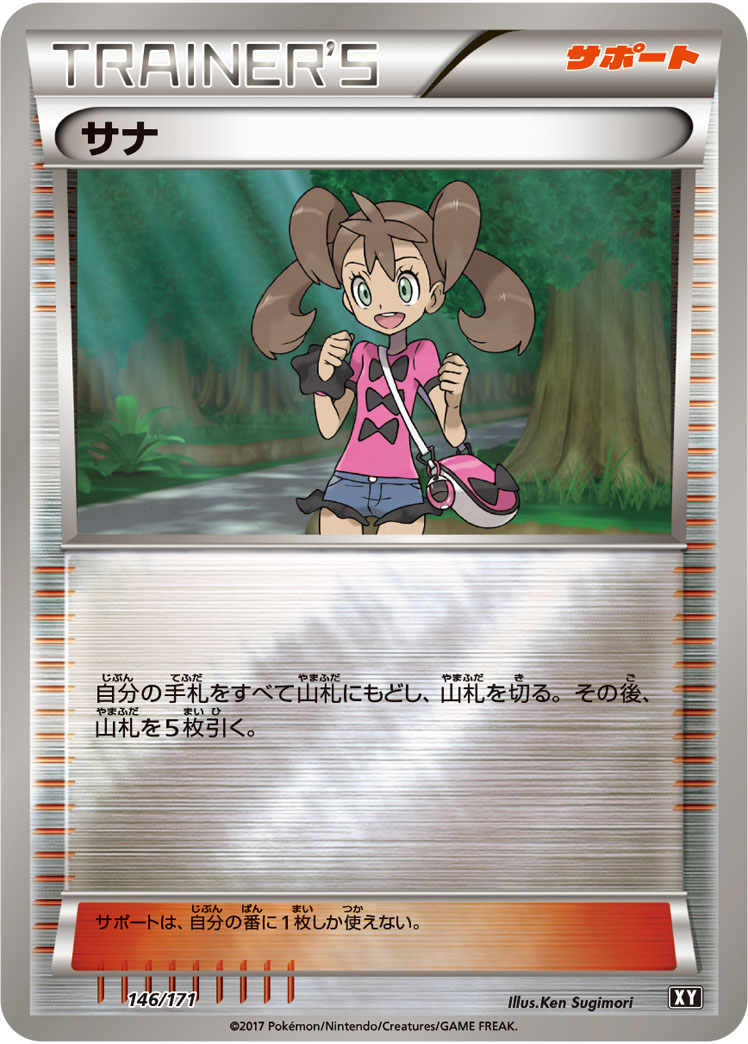 TRAINER'S
サポート
サナ
自分の手札をすべて山札にもどし、山札を切る。その後、
山札を5枚引く。
サポートは、自分の番に1枚しか使えない。
146/171
Illus.Ken Sugimori
XY
©2017 Pokémon/Nintendo/Creatures/GAME FREAK.